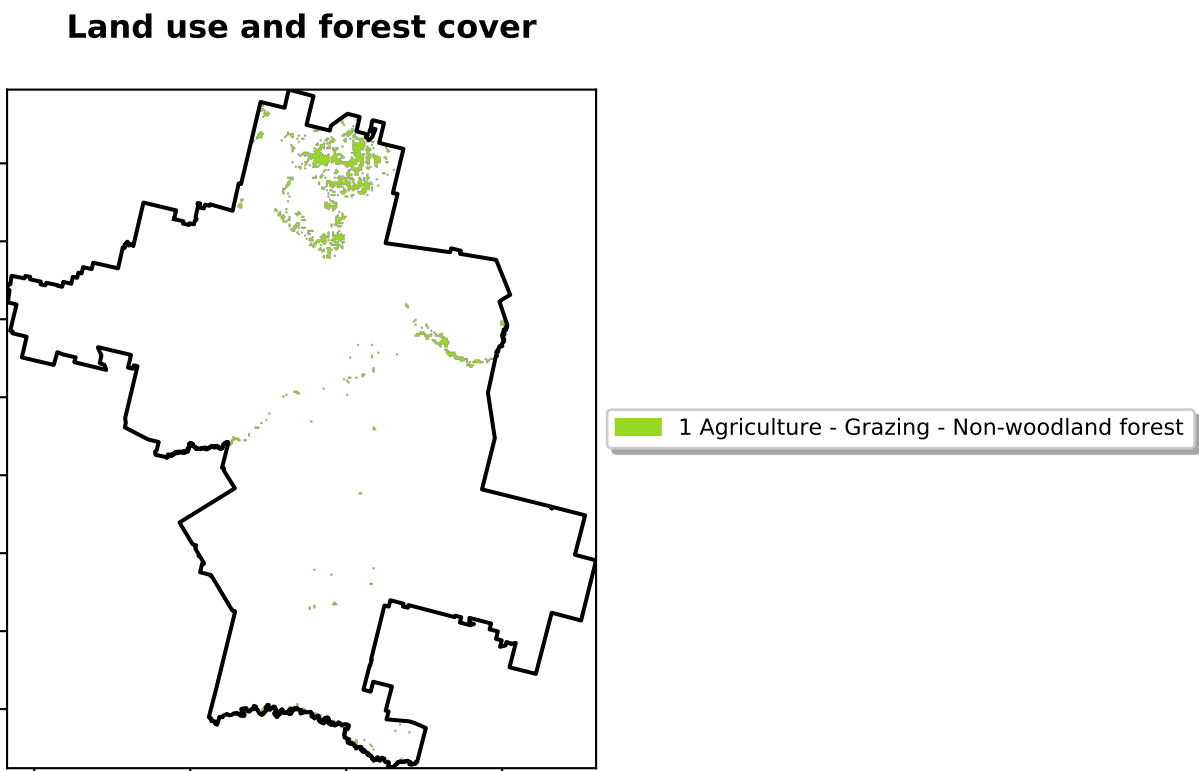 Land use and forest cover
1 Agriculture - Grazing - Non-woodland forest